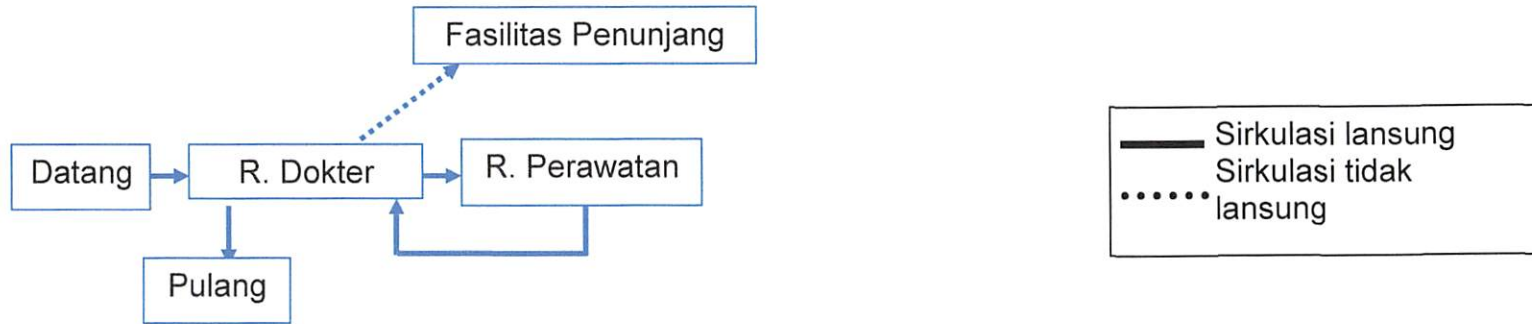 Fasilitas Penunjang
Datang
R. Dokter
R. Perawatan
Pulang
Sirkulasi lansung
Sirkulasi tidak
lansung